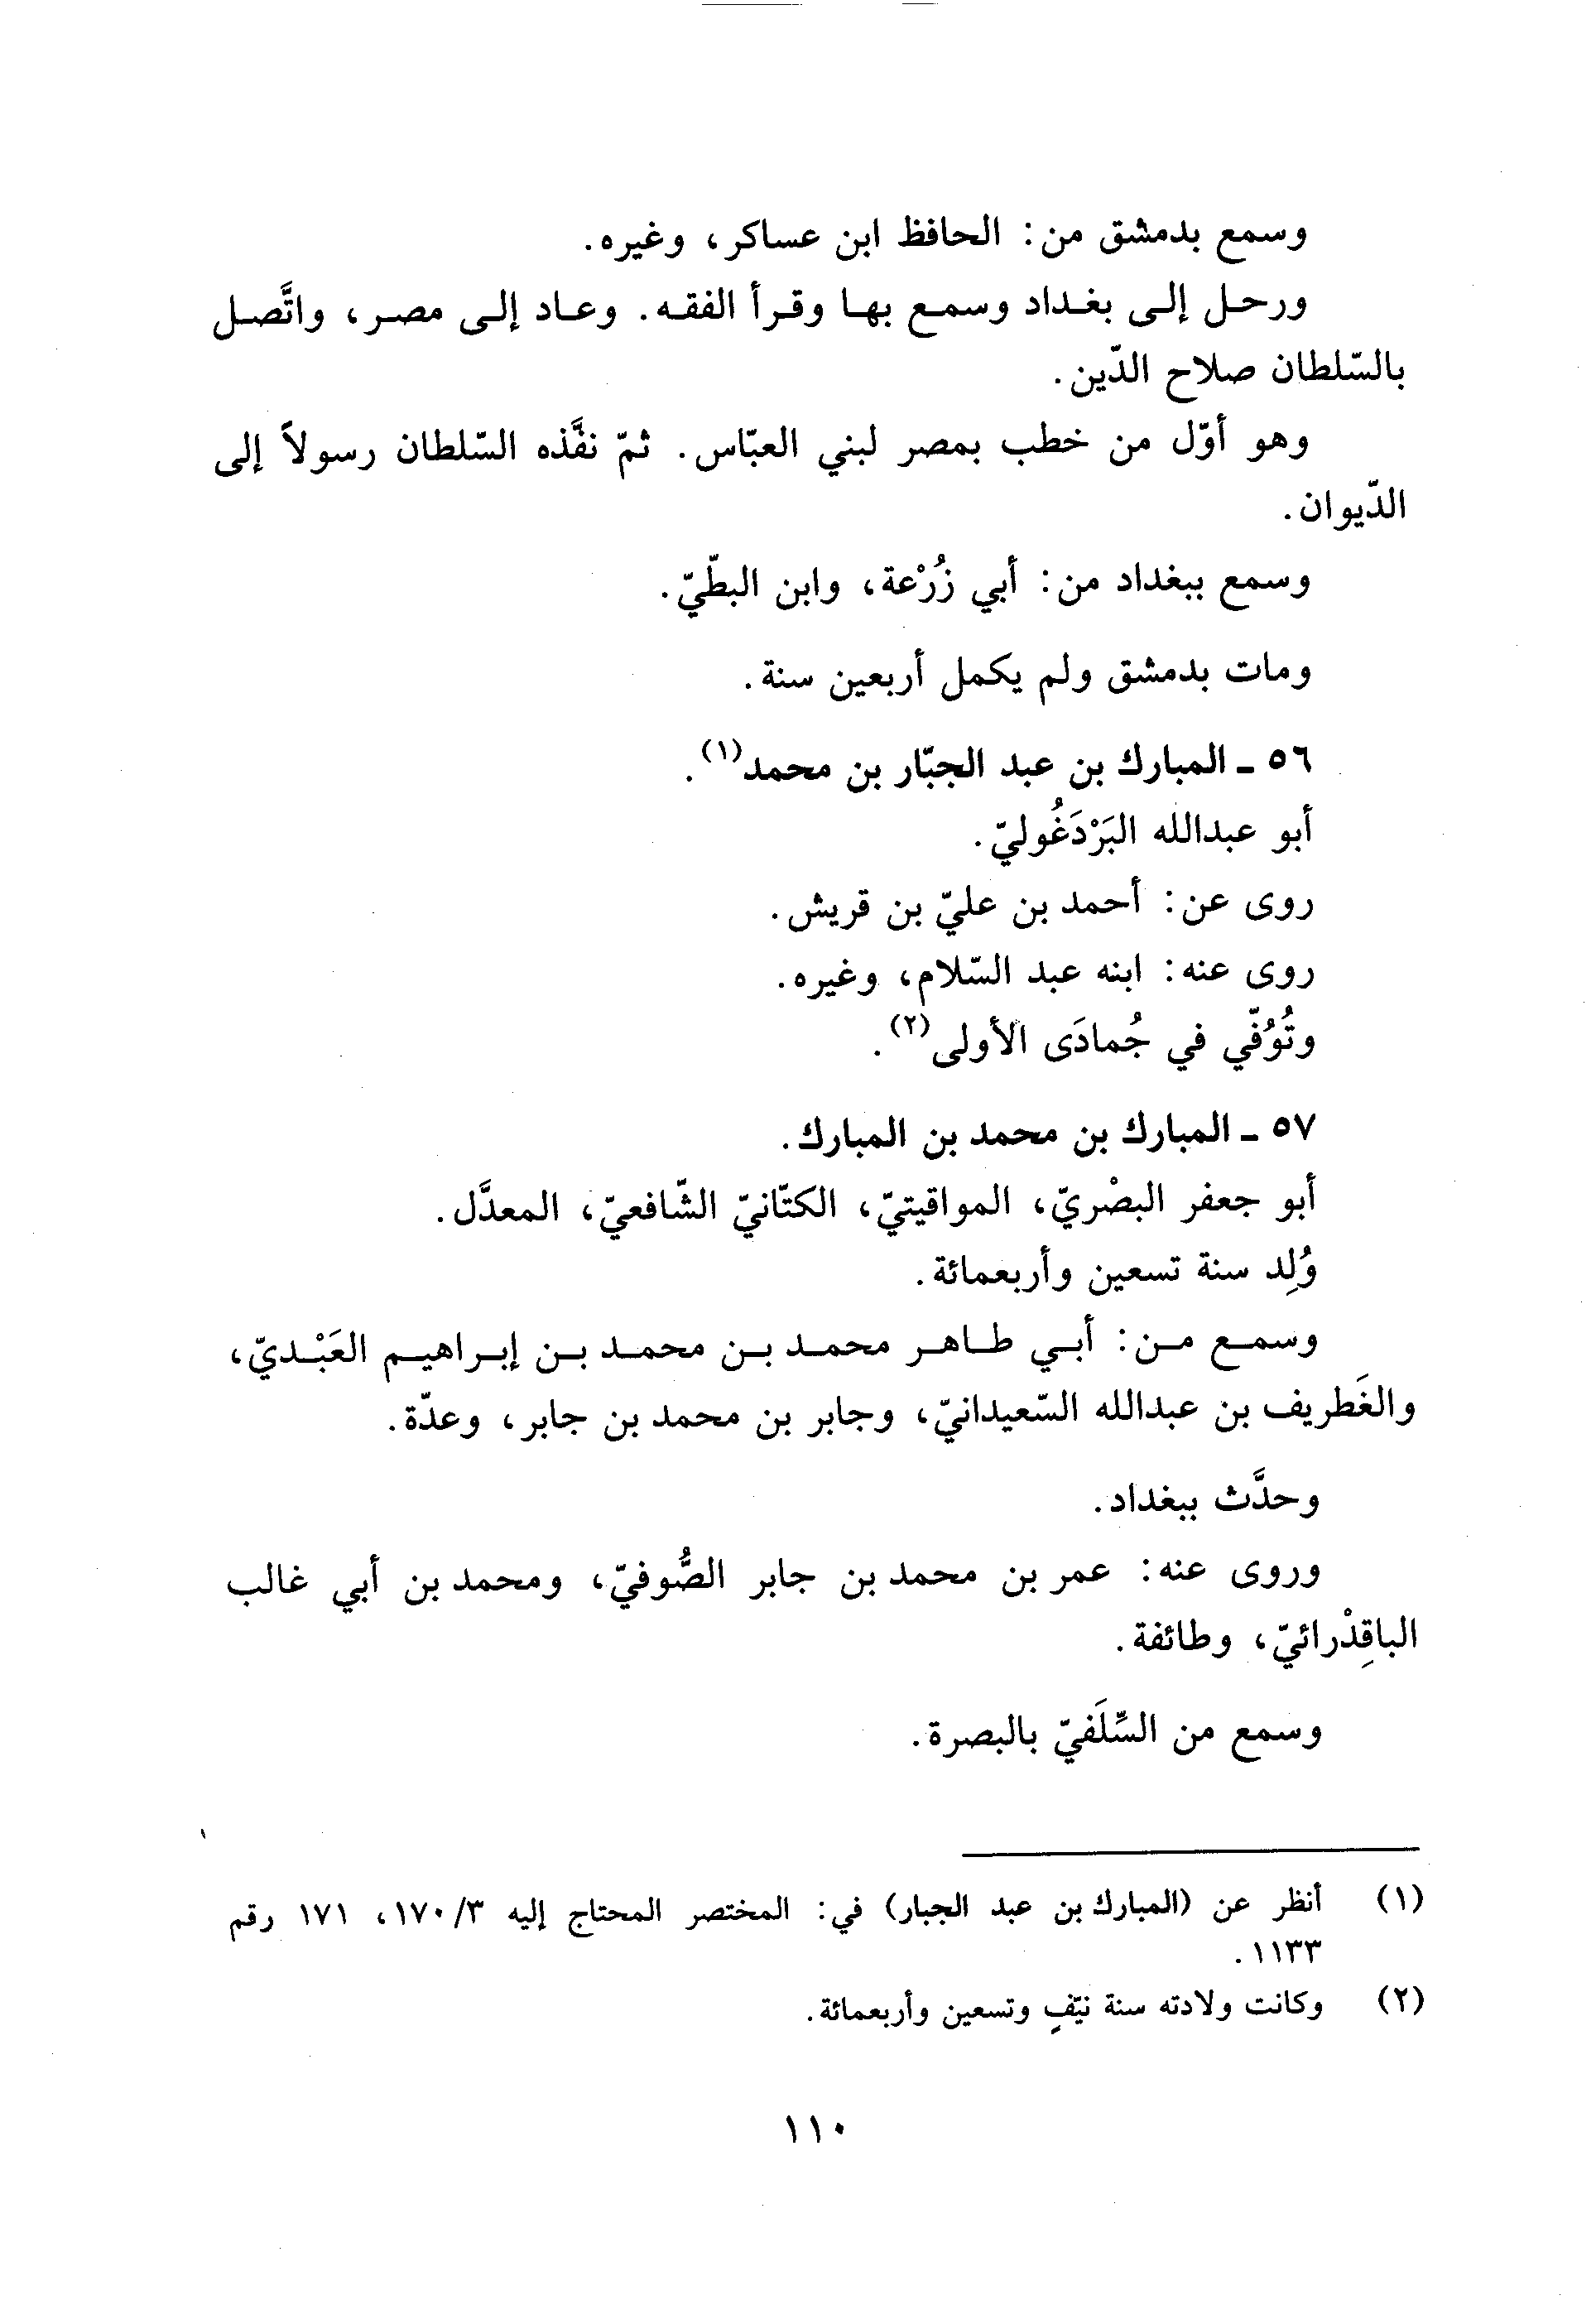 وسمع بدمشق من: الحافظ ابن عساكر، وغيره.
ورحل إلى بغداد وسمع بها وقرأ الفقه. وعاد إلى مصر، واتَّصل
بالسّلطان صلاح الدّين.
وهو أوّل من خطب بمصر لبني العبّاس. ثمّ نفَّذه السّلطان رسولاً إلى
الدّيوان.
وسمع ببغداد من: أبي زُرْعة، وابن البطّيّ.
ومات بدمشق ولم يكمل أربعين سنة.
٥٦ ـ المبارك بن عبد الجبّار بن محمد(١).
أبو عبدالله البَرْدَغُوليّ.
روى عن: أحمد بن عليّ بن قريش.
روى عنه: ابنه عبد السّلام، وغيره.
وتُوُفّي في جُمادَى الأولى(٢).
٥٧ ـ المبارك بن محمد بن المبارك.
أبو جعفر البصْريّ، المواقيتيّ، الكتّانيّ الشّافعيّ، المعدَّل.
وُلِد سنة تسعين وأربعمائة.
وسمع من: أبي طاهر محمد بن محمد بن إبراهيم العَبْديّ،
والغَطريف بن عبدالله السّعيدانيّ، وجابر بن محمد بن جابر، وعدّة.
وحدَّث ببغداد.
وروى عنه: عمر بن محمد بن جابر الصُّوفيّ، ومحمد بن أبي غالب
الباقِدْرائيّ، وطائفة.
وسمع من السِّلَفيّ بالبصرة.
(١) أنظر عن (المبارك بن عبد الجبار) في: المختصر المحتاج إليه ٣/ ١٧٠، ١٧١ رقم
١١٣٣.
(٢) وكانت ولادته سنة نيّفٍ وتسعين وأربعمائة.
١١٠